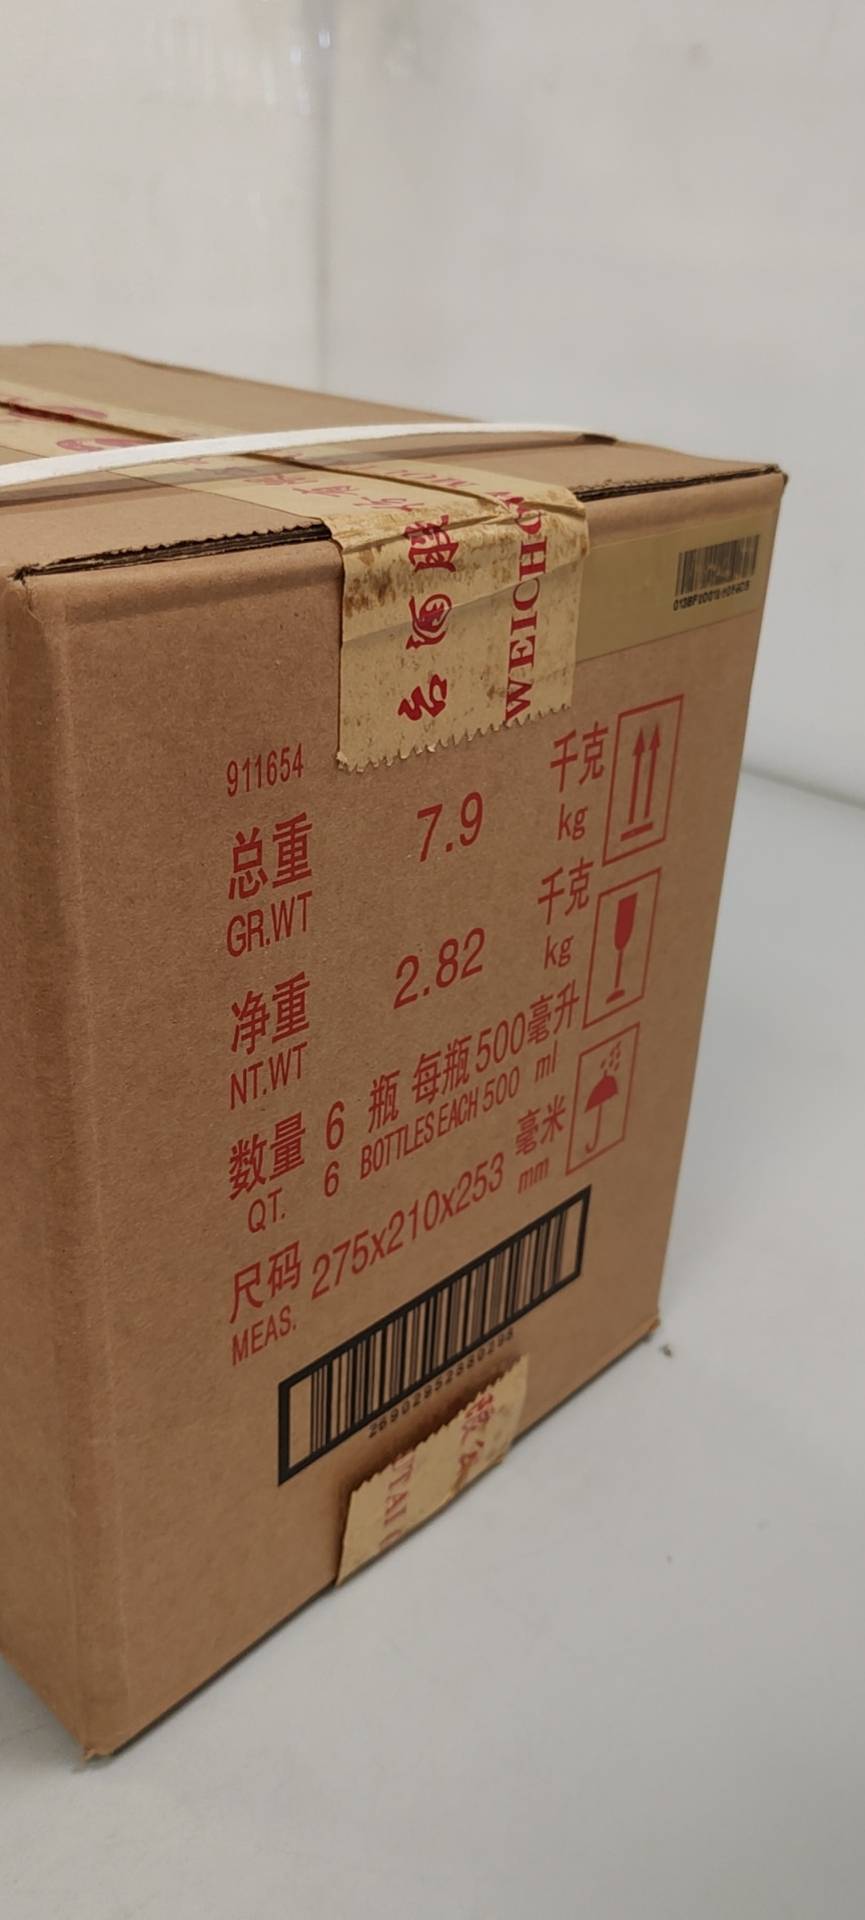 WEICHO
911654
总重 7.9 千克
GR.WT kg
净重 2.82 千克
NT.WT kg
数量 6 瓶 每瓶 500 毫升
QT. 6 BOTTLES EACH 500 ml
尺码 275x210x253 毫米
MEAS. mm
UTAI